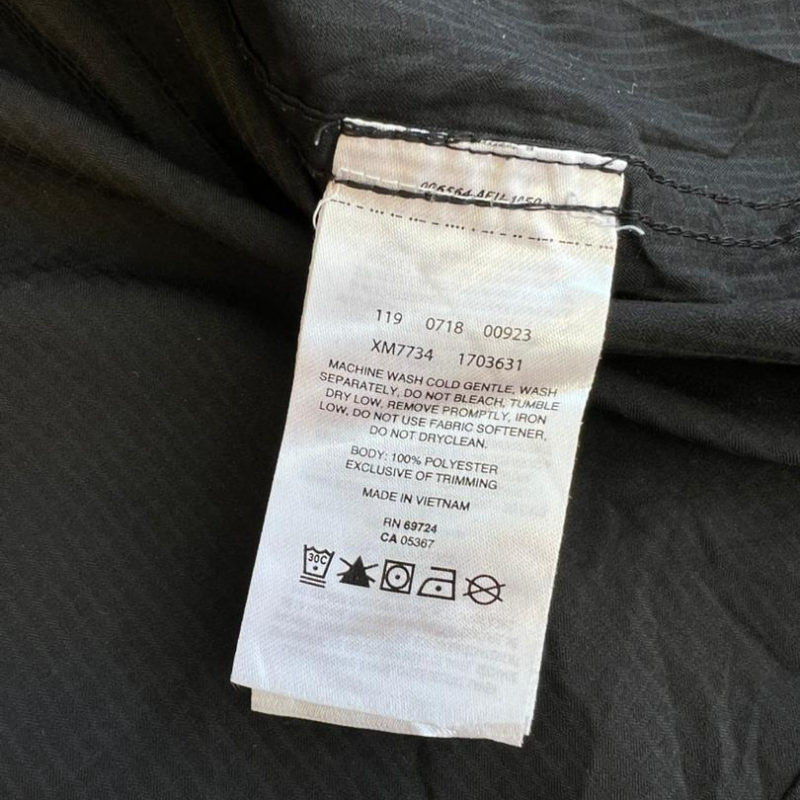 119 0718 00923
XM7734 1703631
MACHINE WASH COLD GENTLE, WASH
SEPARATELY, DO NOT BLEACH, TUMBLE
DRY LOW, REMOVE PROMPTLY, IRON
LOW, DO NOT USE FABRIC SOFTENER,
DO NOT DRYCLEAN.
BODY: 100% POLYESTER
EXCLUSIVE OF TRIMMING
MADE IN VIETNAM
RN 69724
CA 05367
30C